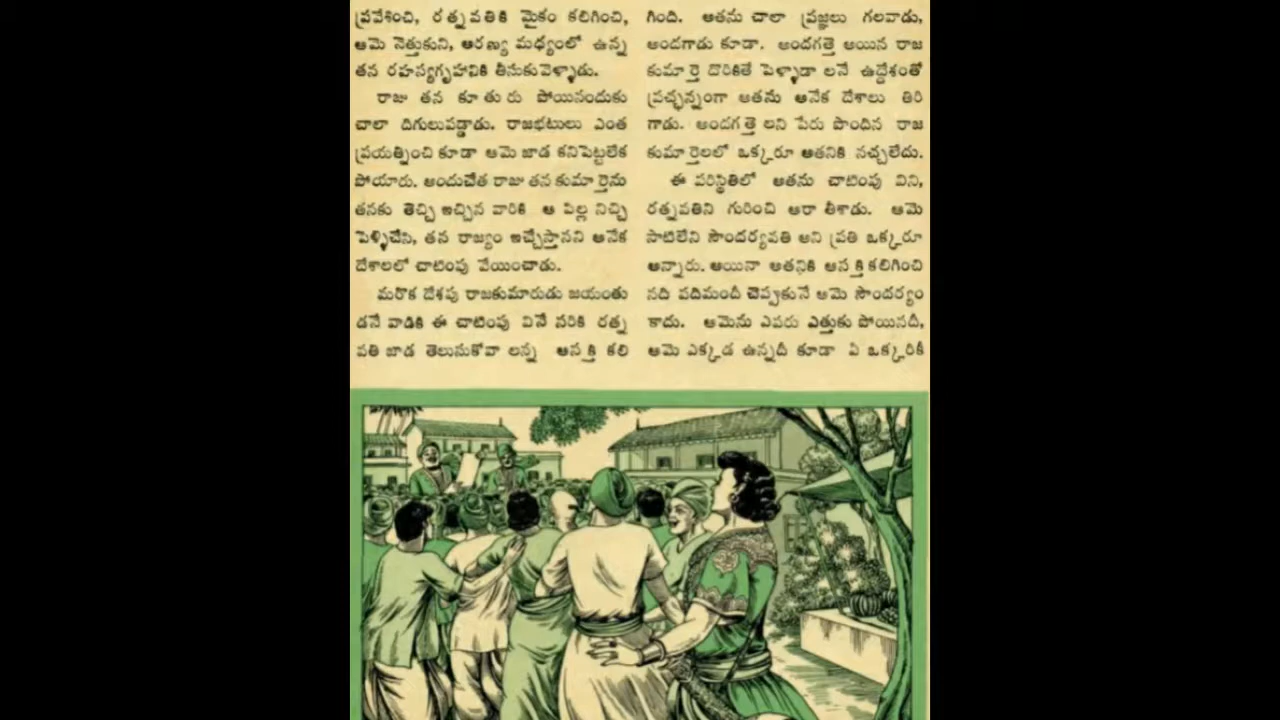 ప్రవేశించి, రత్నవతికి మైకం కలిగించి,
ఆమె నెత్తుకుని, అరణ్య మధ్యంలో ఉన్న
తన రహస్యగృహానికి తీసుకువెళ్ళాడు.
రాజు తన కూతురు పోయినందుకు
చాలా దిగులుపడ్డాడు. రాజభటులు ఎంత
ప్రయత్నించి కూడా ఆమె జాడ కనిపెట్టలేక
పోయారు. అందుచేత రాజు తన కుమార్తెను
తనకు తెచ్చి ఇచ్చిన వారికి ఆ పిల్ల నిచ్చి
పెళ్ళిచేసి, తన రాజ్యం ఇచ్చేస్తానని అనేక
దేశాలలో చాటింపు వేయించాడు.
మరొక దేశపు రాజకుమారుడు జయంతు
డనే వాడికి ఈ చాటింపు వినే సరికి రత్న
వతి జాడ తెలుసుకోవా లన్న ఆసక్తి కలి
గింది. అతను చాలా ప్రజ్ఞలు గలవాడు,
అందగాడు కూడా. అందగత్తె అయిన రాజ
కుమార్తె దొరికితే పెళ్ళాడా లనే ఉద్దేశంతో
ప్రచ్ఛన్నంగా అతను అనేక దేశాలు తిరి
గాడు. అందగత్తె లని పేరు పొందిన రాజ
కుమార్తెలలో ఒక్కరూ అతనికి నచ్చలేదు.
ఈ పరిస్థితిలో అతను చాటింపు విని,
రత్నవతిని గురించి ఆరా తీశాడు. ఆమె
సాటిలేని సౌందర్యవతి అని ప్రతి ఒక్కరూ
అన్నారు. అయినా అతనికి ఆసక్తి కలిగించి
నది పదిమందీ చెప్పుకునే ఆమె సౌందర్యం
కాదు. ఆమెను ఎవరు ఎత్తుకు పోయినదీ,
ఆమె ఎక్కడ ఉన్నదీ కూడా ఏ ఒక్కరికీ